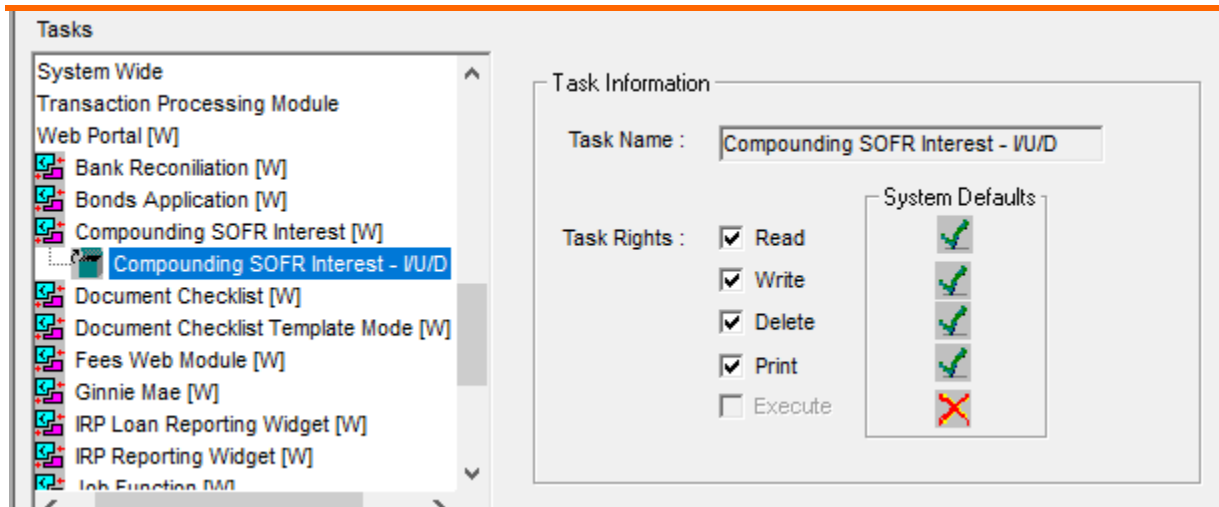 Tasks
System Wide
Transaction Processing Module
Web Portal [W]
Bank Reconiliation [W]
Bonds Application [W]
Compounding SOFR Interest [W]
Compounding SOFR Interest - I/U/D
Document Checklist [W]
Document Checklist Template Mode [W]
Fees Web Module [W]
Ginnie Mae [W]
IRP Loan Reporting Widget [W]
IRP Reporting Widget [W]
Job Function [W]
Task Information
Task Name : Compounding SOFR Interest - I/U/D
System Defaults
Task Rights : Read
Write
Delete
Print
Execute